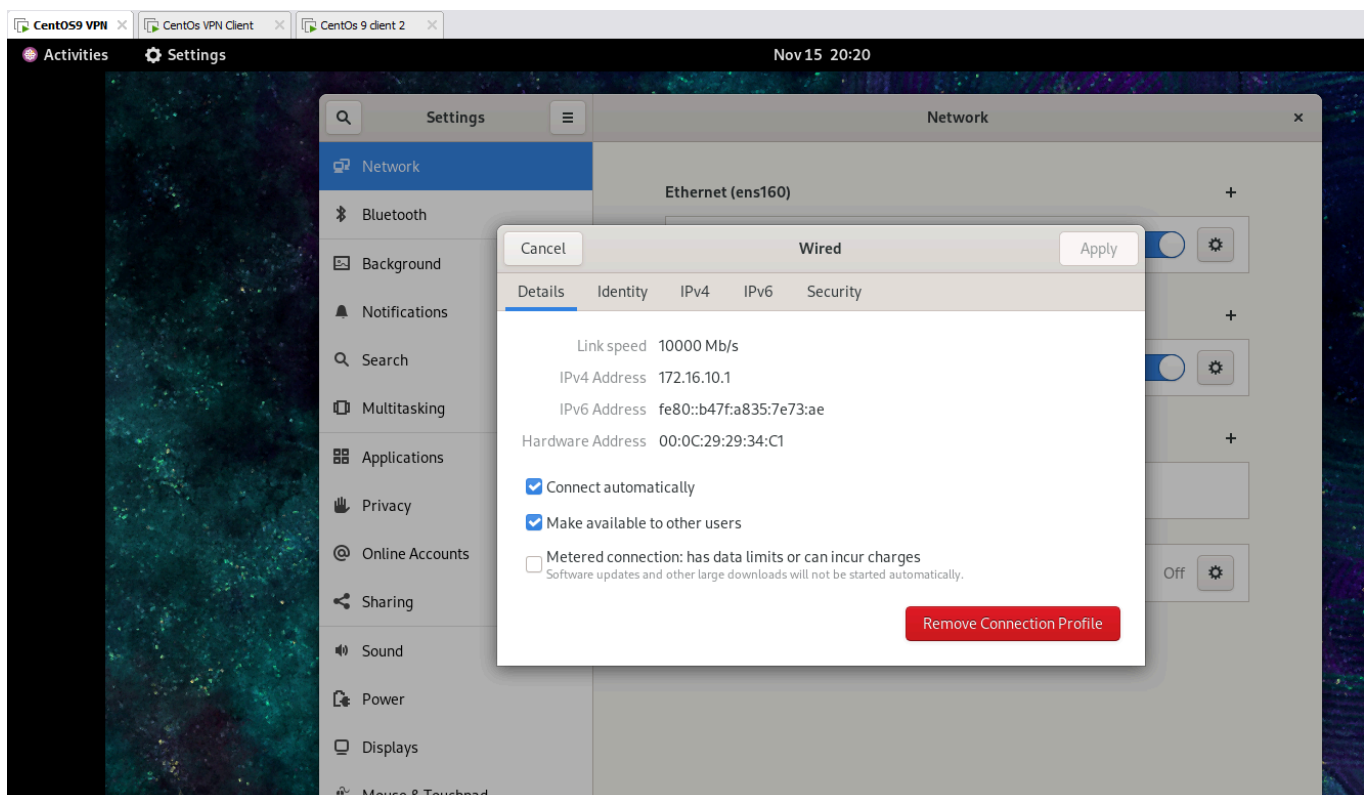 CentOS9 VPN × CentOs VPN Client × CentOs 9 client 2 ×
Activities Settings Nov 15 20:20
Settings Network ×
Network
Ethernet (ens160) +
Bluetooth
Cancel Wired Apply
Background
Details Identity IPv4 IPv6 Security
Notifications +
Link speed 10000 Mb/s
Search
IPv4 Address 172.16.10.1
IPv6 Address fe80::b47f:a835:7e73:ae
Multitasking
Hardware Address 00:0C:29:29:34:C1 +
Applications
Connect automatically
Privacy
Make available to other users
Online Accounts
Metered connection: has data limits or can incur charges
Software updates and other large downloads will not be started automatically.
Off
Sharing
Remove Connection Profile
Sound
Power
Displays
Mouse & Touchpad